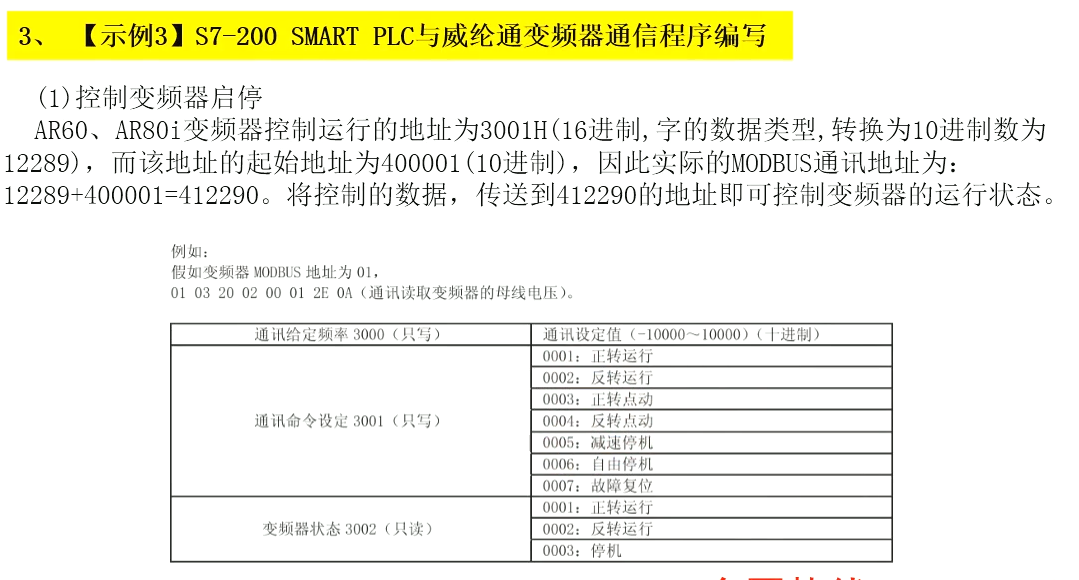 3、 【示例3】S7-200 SMART PLC与威纶通变频器通信程序编写
(1)控制变频器启停
AR60、AR80i变频器控制运行的地址为3001H(16进制,字的数据类型,转换为10进制数为
12289)，而该地址的起始地址为400001(10进制)，因此实际的MODBUS通讯地址为:
12289+400001=412290。将控制的数据，传送到412290的地址即可控制变频器的运行状态。
例如:
假如变频器 MODBUS 地址为 01,
01 03 20 02 00 01 2E 0A（通讯读取变频器的母线电压）。
通讯给定频率 3000（只写）
通讯设定值（-10000～10000）（十进制）
通讯命令设定 3001（只写）
0001: 正转运行
0002: 反转运行
0003: 正转点动
0004: 反转点动
0005: 减速停机
0006: 自由停机
0007: 故障复位
变频器状态 3002（只读）
0001: 正转运行
0002: 反转运行
0003: 停机